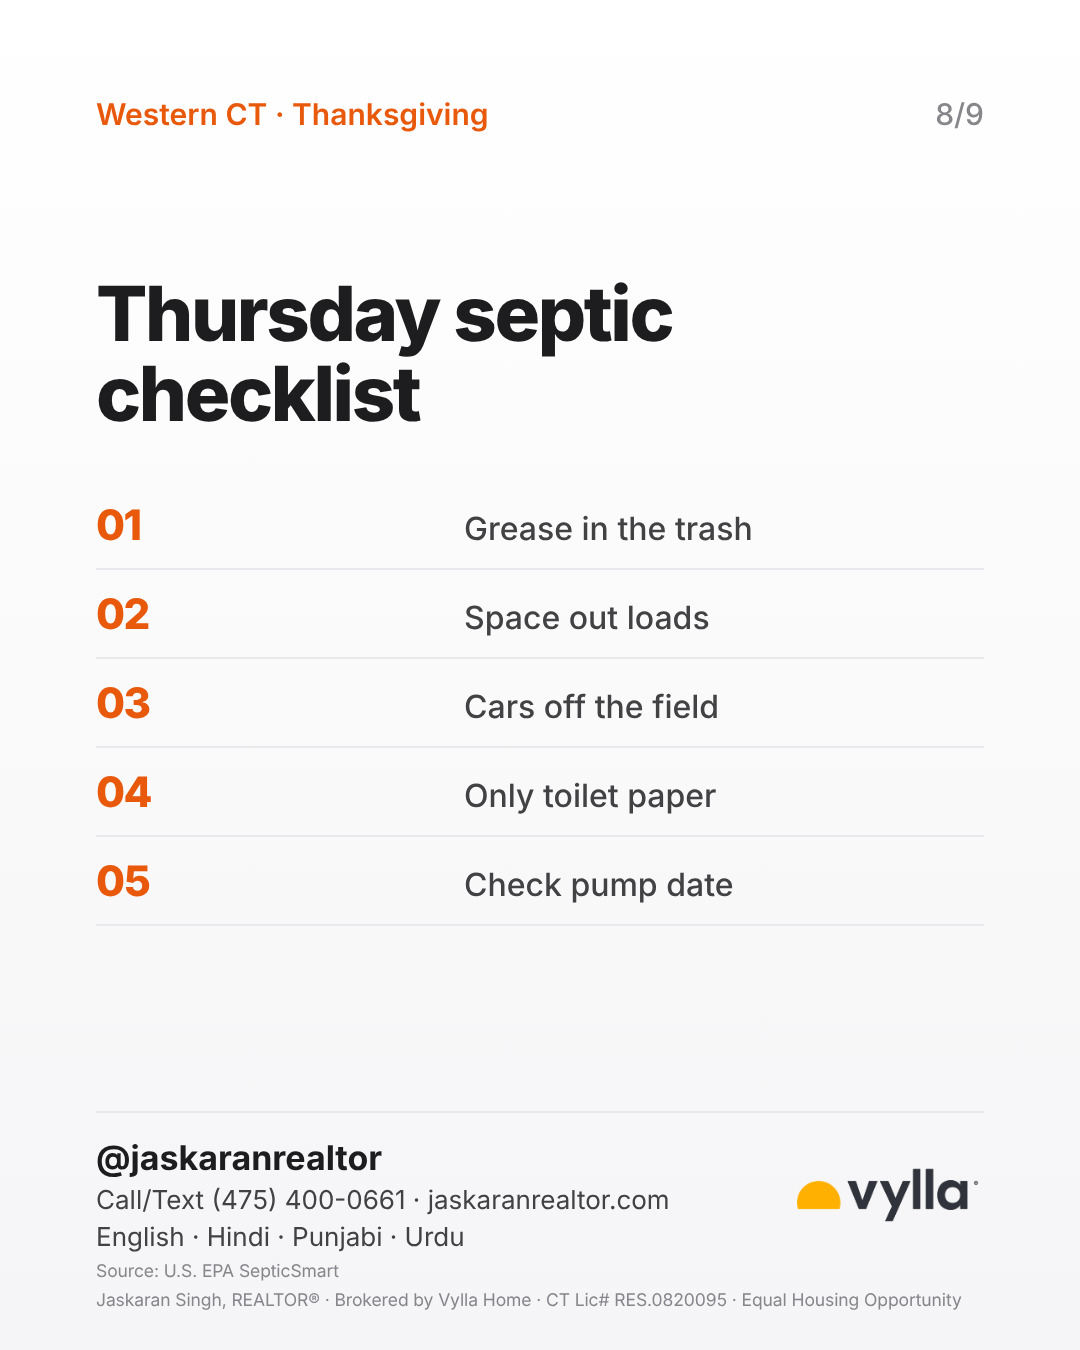 Western CT · Thanksgiving
8/9
Thursday septic
checklist
01 Grease in the trash
02 Space out loads
03 Cars off the field
04 Only toilet paper
05 Check pump date
@jaskaranrealtor
Call/Text (475) 400-0661 · jaskaranrealtor.com
English · Hindi · Punjabi · Urdu
vylla
Source: U.S. EPA SepticSmart
Jaskaran Singh, REALTOR® · Brokered by Vylla Home · CT Lic# RES.0820095 · Equal Housing Opportunity